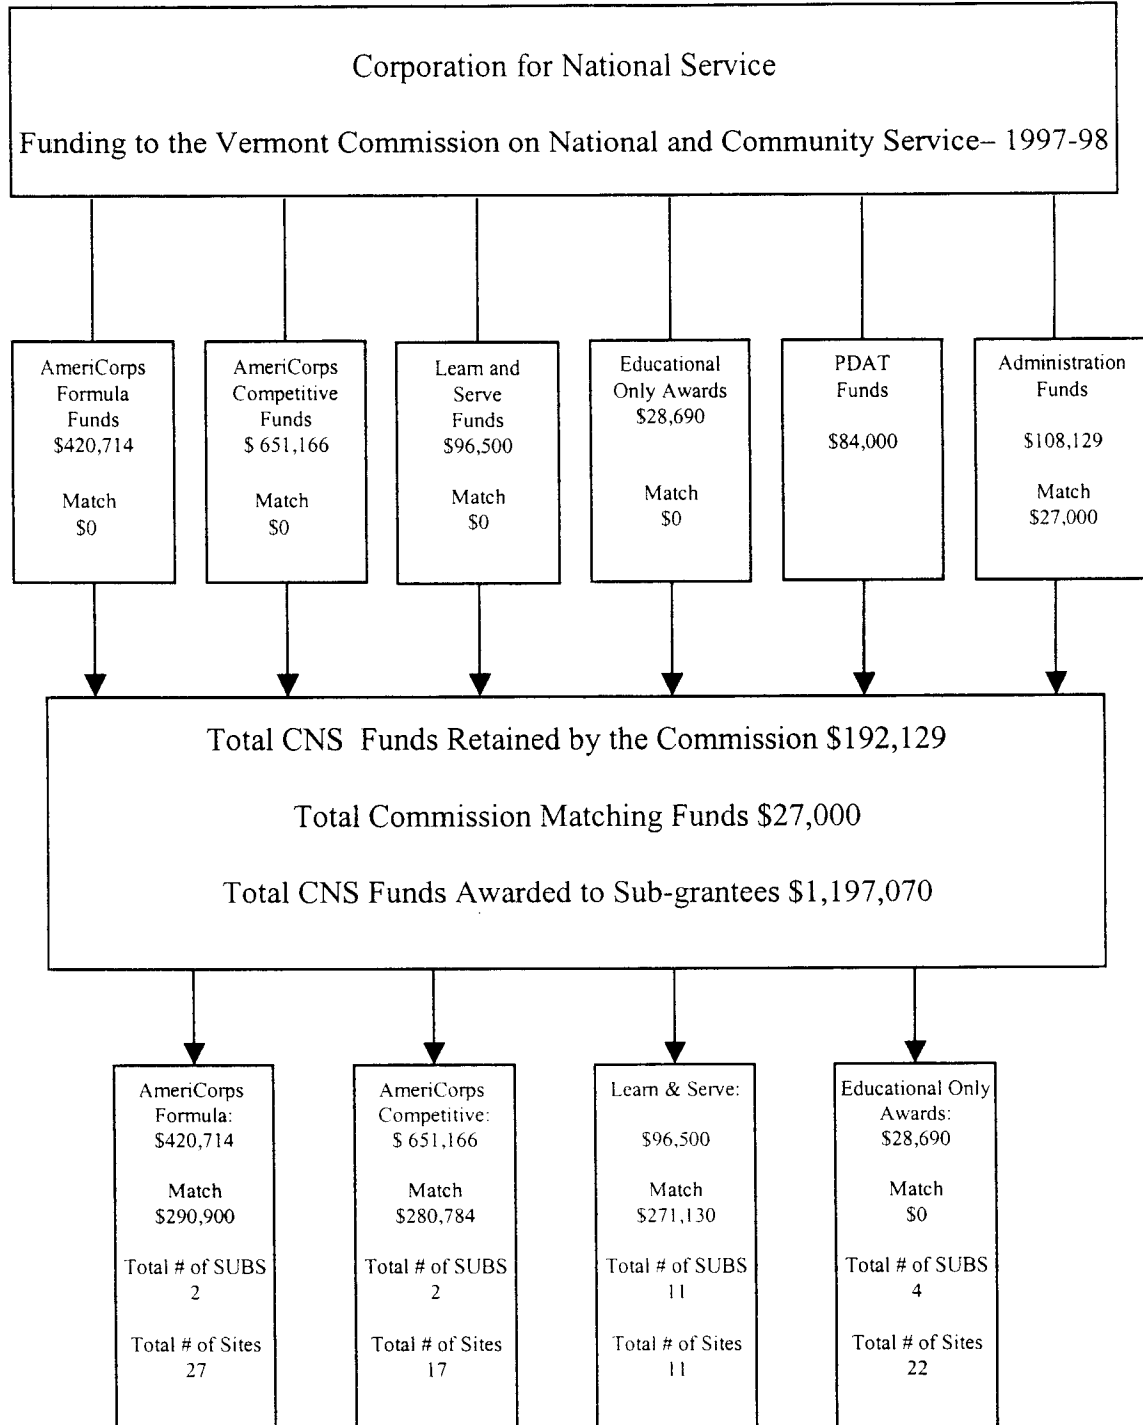 Corporation for National Service
Funding to the Vermont Commission on National and Community Service– 1997-98
AmeriCorps
Formula
Funds
$420,714
Match
$0
AmeriCorps
Competitive
Funds
$ 651,166
Match
$0
Learn and
Serve
Funds
$96,500
Match
$0
Educational
Only Awards
$28,690
Match
$0
PDAT
Funds
$84,000
Administration
Funds
$108,129
Match
$27,000
Total CNS Funds Retained by the Commission $192,129
Total Commission Matching Funds $27,000
Total CNS Funds Awarded to Sub-grantees $1,197,070
AmeriCorps
Formula:
$420,714
Match
$290,900
Total # of SUBS
2
Total # of Sites
27
AmeriCorps
Competitive:
$ 651,166
Match
$280,784
Total # of SUBS
2
Total # of Sites
17
Learn & Serve:
$96,500
Match
$271,130
Total # of SUBS
11
Total # of Sites
11
Educational Only
Awards:
$28,690
Match
$0
Total # of SUBS
4
Total # of Sites
22